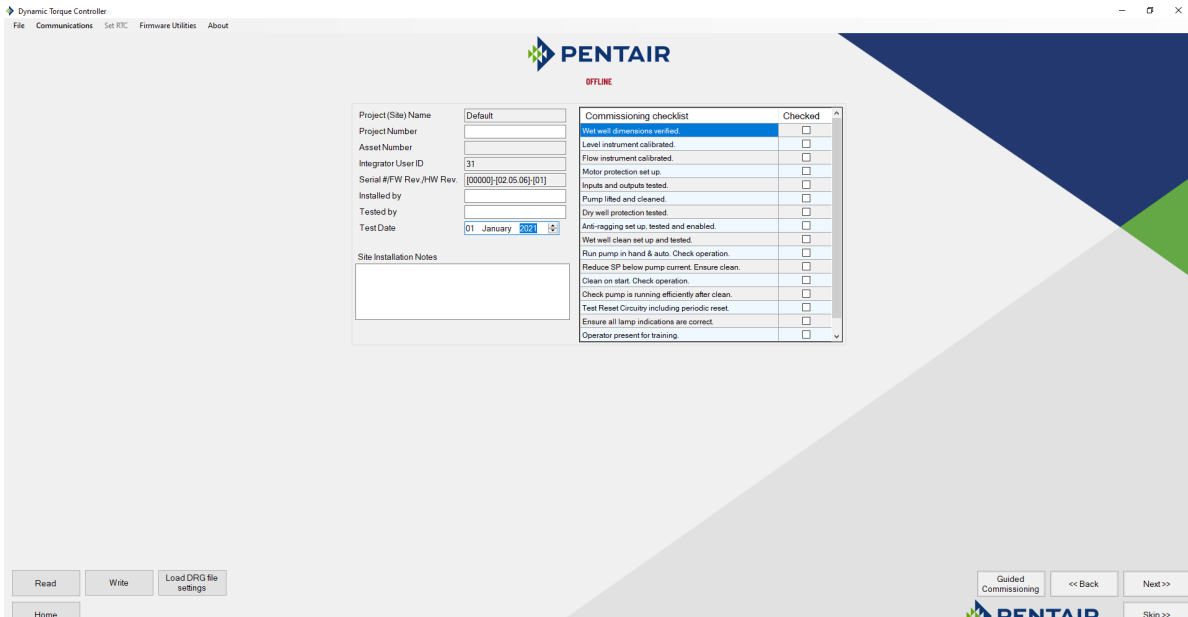 Dynamic Torque Controller
File Communications Set RTC Firmware Utilities About
PENTAIR
OFFLINE
Project (Site) Name Default
Project Number
Asset Number
Integrator User ID 31
Serial #/FW Rev./HW Rev. [00000]-[02.05.06]-[01]
Installed by
Tested by
Test Date 01 January 2021
Site Installation Notes
Commissioning checklist Checked
Wet well dimensions verified.
Level instrument calibrated.
Flow instrument calibrated.
Motor protection set up.
Inputs and outputs tested.
Pump lifted and cleaned.
Dry well protection tested.
Anti-ragging set up, tested and enabled.
Wet well clean set up and tested.
Run pump in hand & auto. Check operation.
Reduce SP below pump current. Ensure clean.
Clean on start. Check operation.
Check pump is running efficiently after clean.
Test Reset Circuitry including periodic reset.
Ensure all lamp indications are correct.
Operator present for training.
Read Write Load DRG file
settings
Guided
Commissioning << Back Next >>
Home
PENTAIR Skip >>